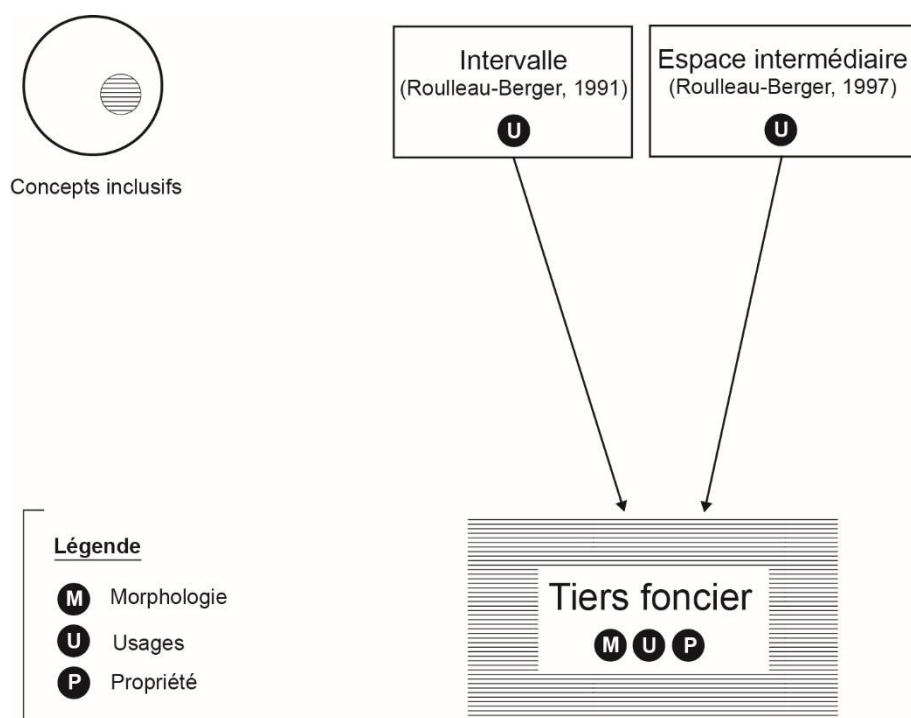 Concepts inclusifs
Intervalle
(Roulleau-Berger, 1991)
U
Espace intermédiaire
(Roulleau-Berger, 1997)
U
Légende
M Morphologie
U Usages
P Propriété
Tiers foncier
M U P